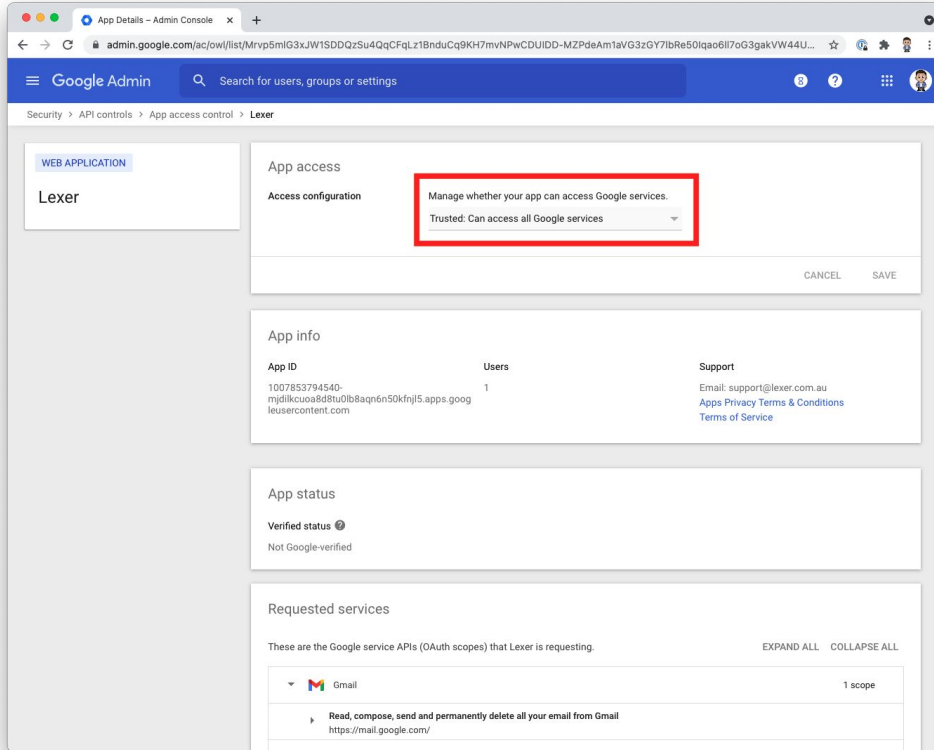 App Details – Admin Console
admin.google.com/ac/owl/list/Mrvp5mIG3xJW1SDDQzSu4QqCFqLz1BnduCq9KH7mvNPwCDUIDD-MZPdeAm1aVG3zGY7IbRe50Iqao6Il7oG3gakVW44U...
Google Admin
Search for users, groups or settings
8
?
Security > API controls > App access control > Lexer
WEB APPLICATION
Lexer
App access
Access configuration
Manage whether your app can access Google services.
Trusted: Can access all Google services
CANCEL SAVE
App info
App ID
1007853794540-
mjdilkcuoa8d8tu0lb8aqn6n50kfnjl5.apps.goog
leusercontent.com
Users
1
Support
Email: support@lexer.com.au
Apps Privacy Terms & Conditions
Terms of Service
App status
Verified status ?
Not Google-verified
Requested services
These are the Google service APIs (OAuth scopes) that Lexer is requesting.
EXPAND ALL COLLAPSE ALL
Gmail 1 scope
Read, compose, send and permanently delete all your email from Gmail
https://mail.google.com/